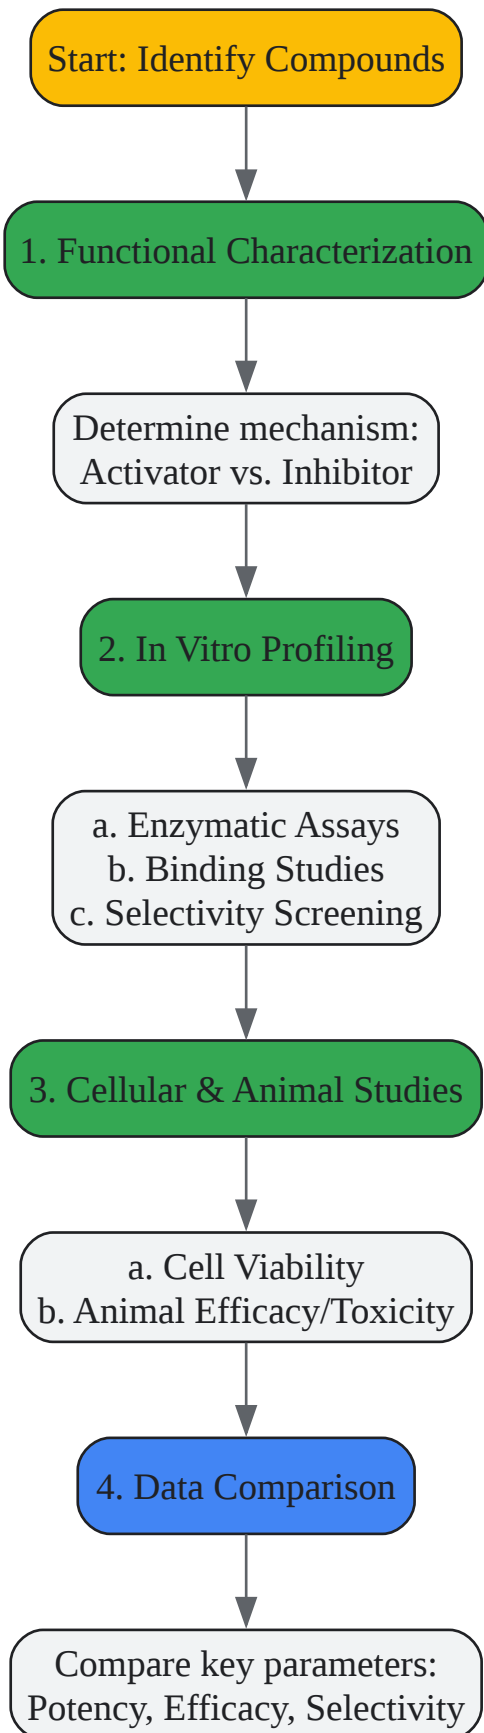 Start: Identify Compounds
1. Functional Characterization
Determine mechanism:
Activator vs. Inhibitor
2. In Vitro Profiling
a. Enzymatic Assays
b. Binding Studies
c. Selectivity Screening
3. Cellular & Animal Studies
a. Cell Viability
b. Animal Efficacy/Toxicity
4. Data Comparison
Compare key parameters:
Potency, Efficacy, Selectivity